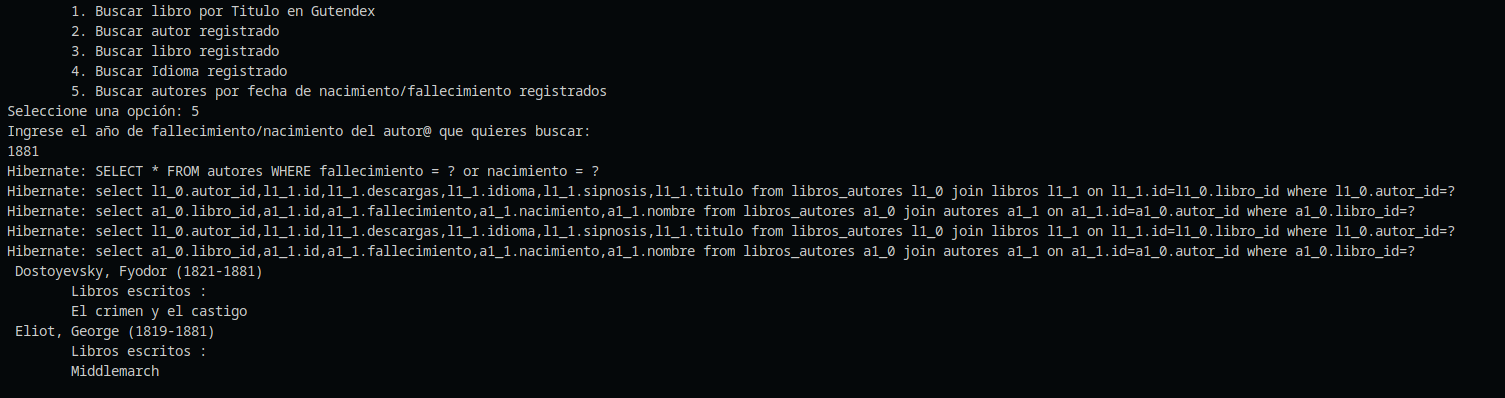 1. Buscar libro por Titulo en Gutendex
2. Buscar autor registrado
3. Buscar libro registrado
4. Buscar Idioma registrado
5. Buscar autores por fecha de nacimiento/fallecimiento registrados
Seleccione una opción: 5
Ingrese el año de fallecimiento/nacimiento del autor@ que quieres buscar:
1881
Hibernate: SELECT * FROM autores WHERE fallecimiento = ? or nacimiento = ?
Hibernate: select l1_0.autor_id,l1_1.id,l1_1.descargas,l1_1.idioma,l1_1.sipnosis,l1_1.titulo from libros_autores l1_0 join libros l1_1 on l1_1.id=l1_0.libro_id where l1_0.autor_id=?
Hibernate: select a1_0.libro_id,a1_1.id,a1_1.fallecimiento,a1_1.nacimiento,a1_1.nombre from libros_autores a1_0 join autores a1_1 on a1_1.id=a1_0.autor_id where a1_0.libro_id=?
Hibernate: select l1_0.autor_id,l1_1.id,l1_1.descargas,l1_1.idioma,l1_1.sipnosis,l1_1.titulo from libros_autores l1_0 join libros l1_1 on l1_1.id=l1_0.libro_id where l1_0.autor_id=?
Hibernate: select a1_0.libro_id,a1_1.id,a1_1.fallecimiento,a1_1.nacimiento,a1_1.nombre from libros_autores a1_0 join autores a1_1 on a1_1.id=a1_0.autor_id where a1_0.libro_id=?
Dostoyevsky, Fyodor (1821-1881)
Libros escritos :
El crimen y el castigo
Eliot, George (1819-1881)
Libros escritos :
Middlemarch